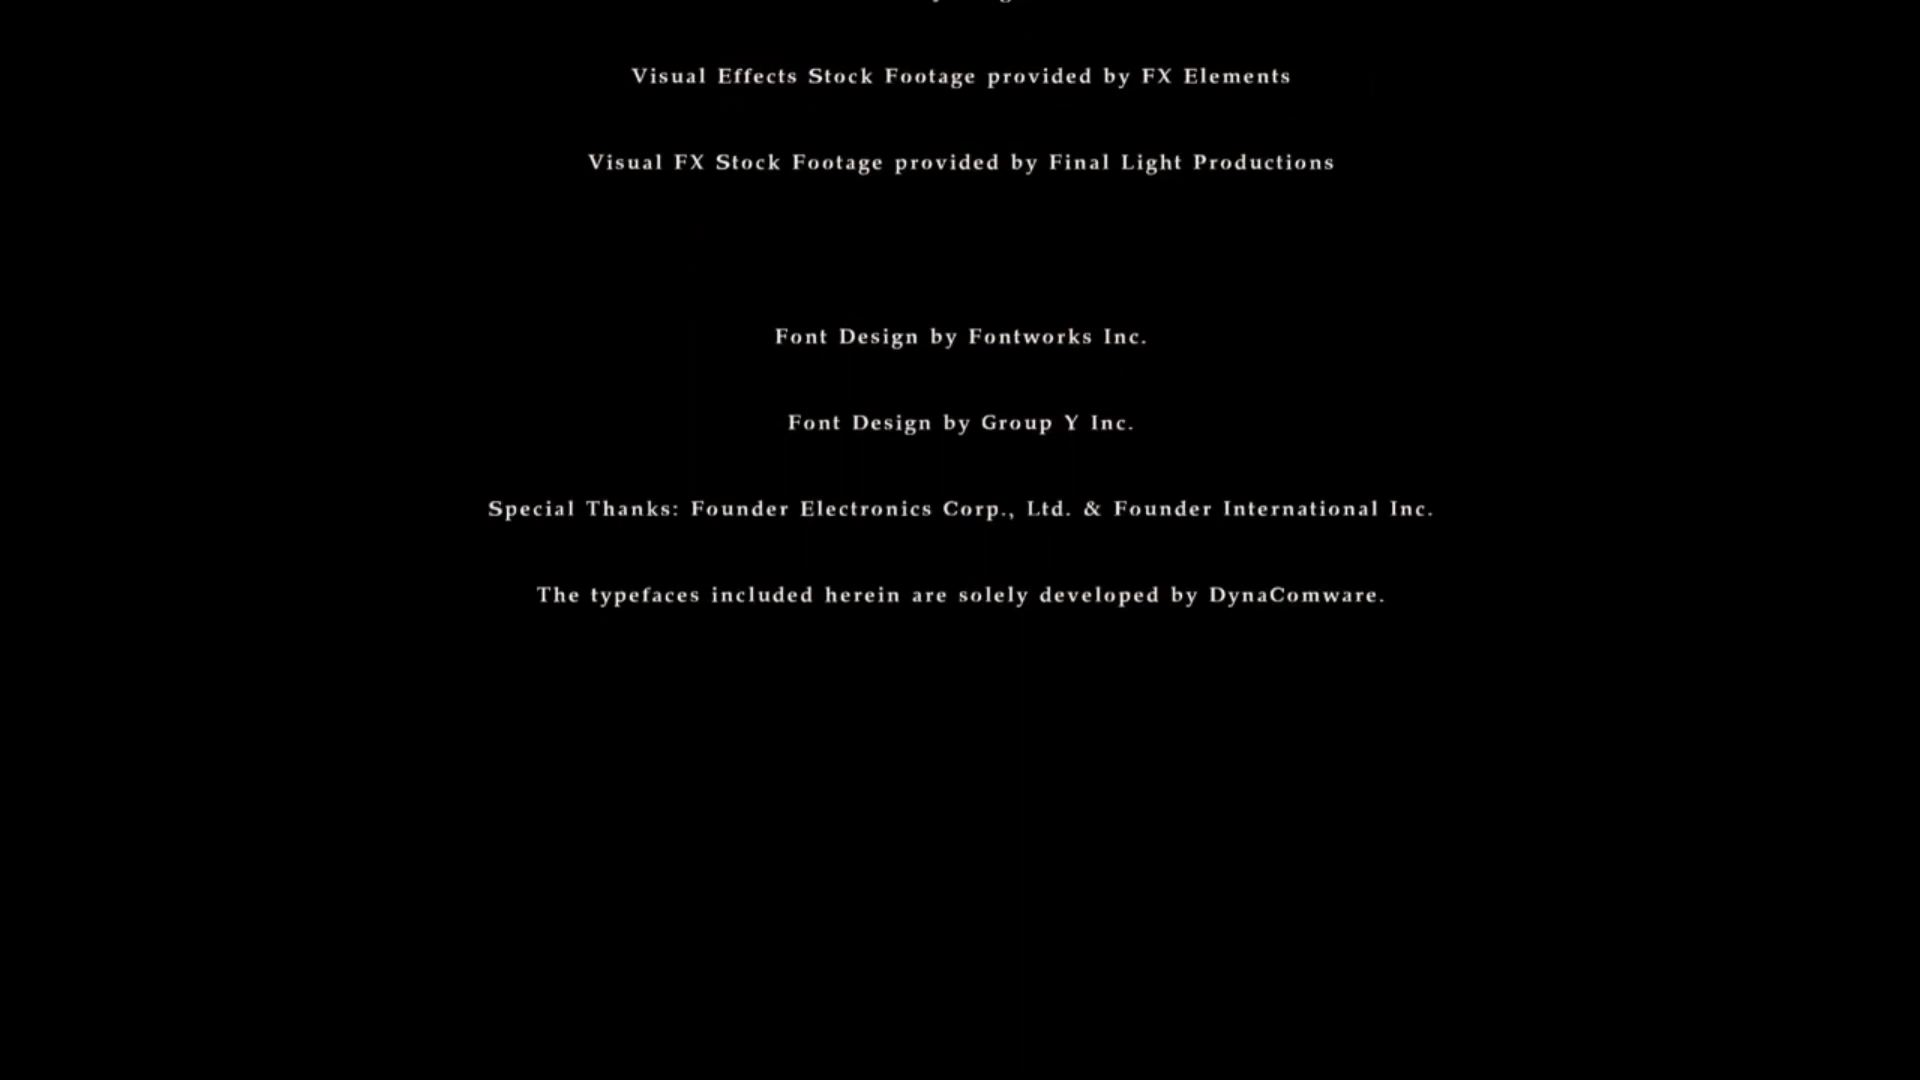 Visual Effects Stock Footage provided by FX Elements
Visual FX Stock Footage provided by Final Light Productions
Font Design by Fontworks Inc.
Font Design by Group Y Inc.
Special Thanks: Founder Electronics Corp., Ltd. & Founder International Inc.
The typefaces included herein are solely developed by DynaComware.